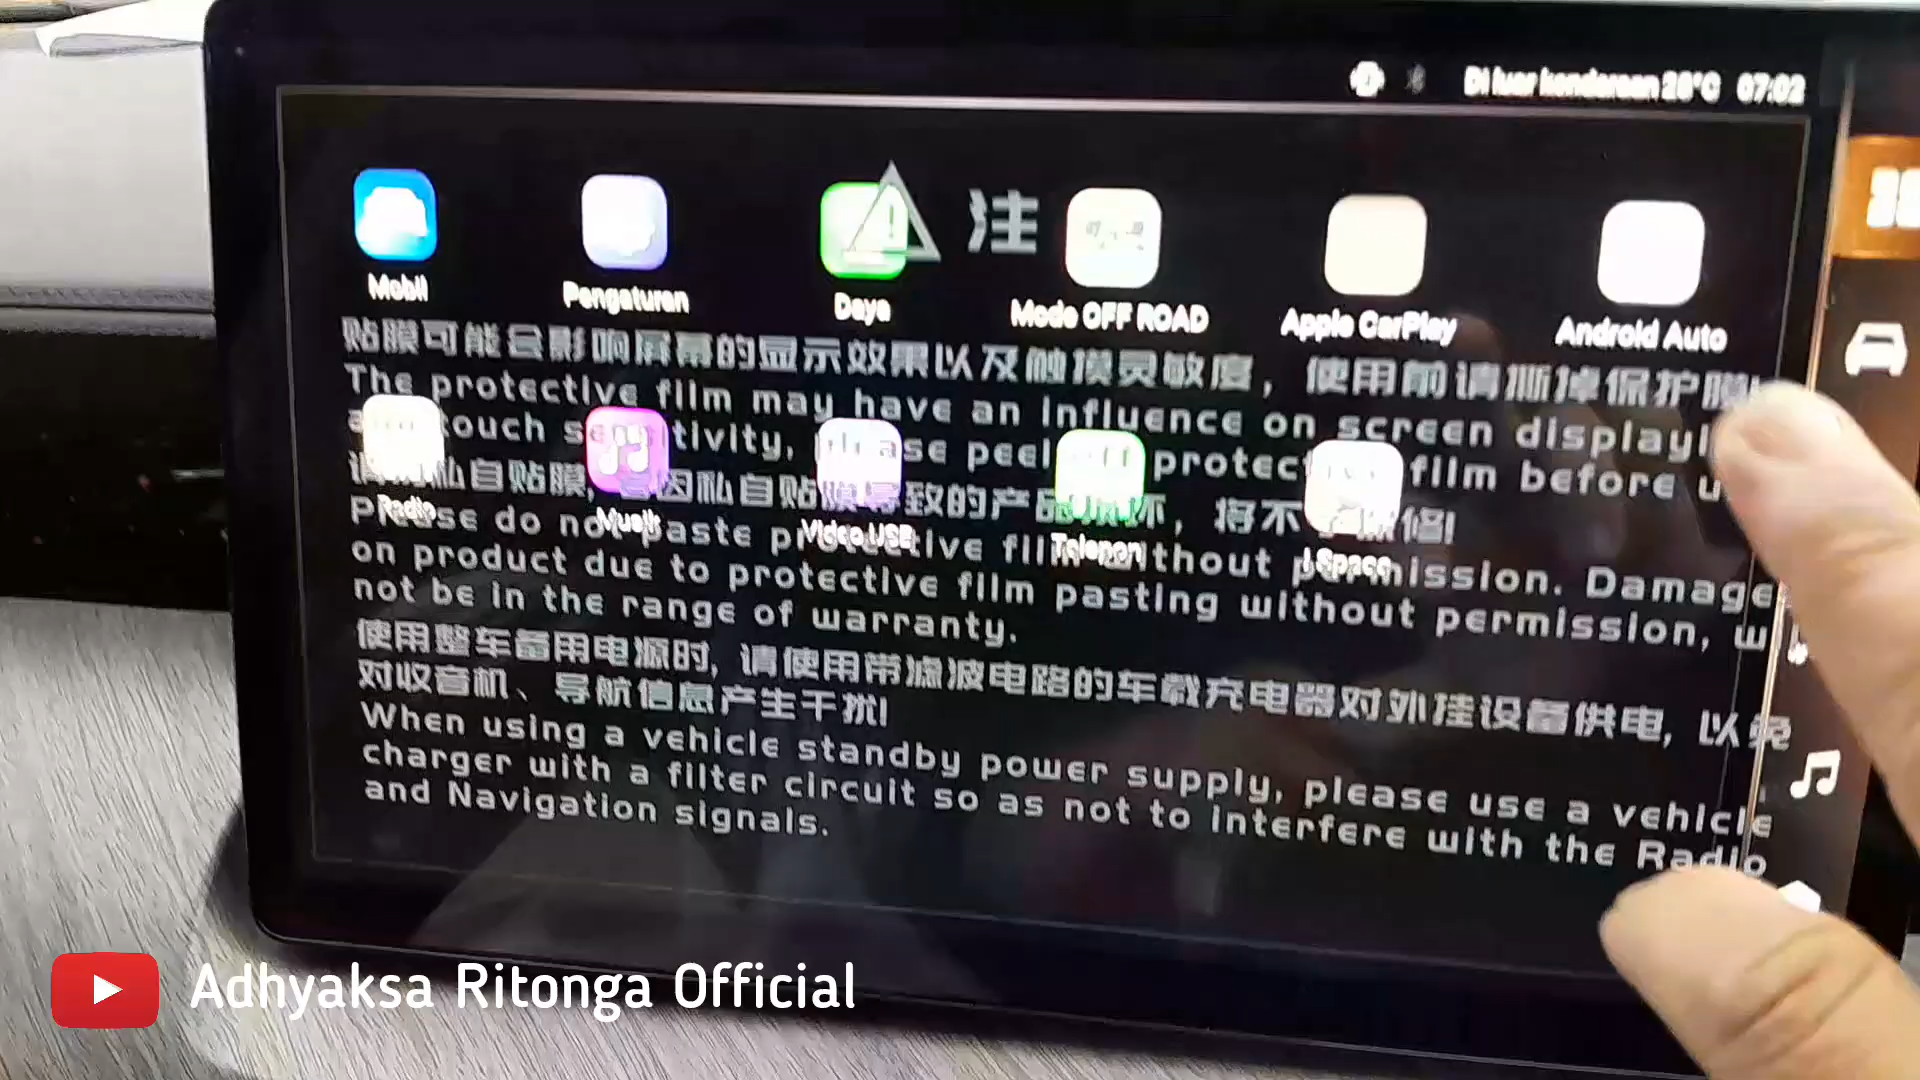 Di luar kendaraan 28°C 07:02
注
Mobil Pengaturan Daya Mode OFF ROAD Apple CarPlay Android Auto
贴膜可能会影响屏幕的显示效果以及触摸灵敏度，使用前请撕掉保护膜!
The protective film may have an influence on screen displayi
touch tivity, please peel protec film before u
私自贴膜, 因私自贴膜导致的产品损坏，将不 保修!
Radio Musik Video USB Telepon
Please do not paste protective film without permission. Damage
on product due to protective film pasting without permission, w
not be in the range of warranty.
使用整车备用电源时, 请使用带滤波电路的车载充电器对外挂设备供电, 以免
对收音机、导航信息产生干扰!
When using a vehicle standby power supply, please use a vehicle
charger with a filter circuit so as not to interfere with the Radio
and Navigation signals.
Adhyaksa Ritonga Official